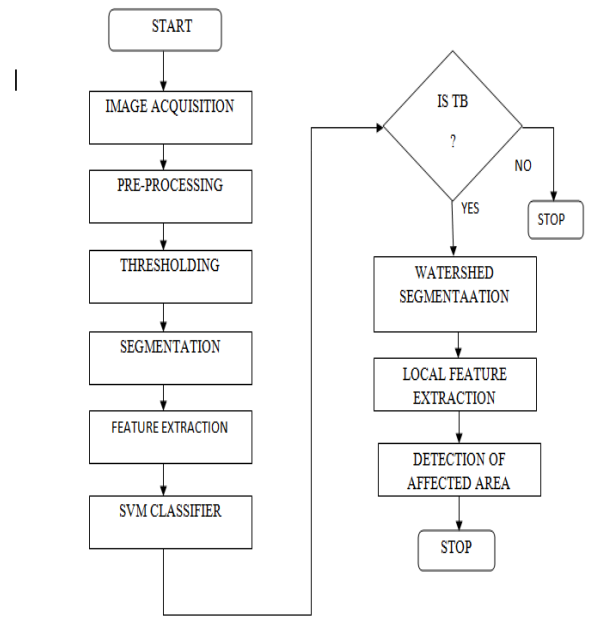 START
IMAGE ACQUISITION
PRE-PROCESSING
THRESHOLDING
SEGMENTATION
FEATURE EXTRACTION
SVM CLASSIFIER
IS TB
?
NO
STOP
YES
WATERSHED
SEGMENTAATION
LOCAL FEATURE
EXTRACTION
DETECTION OF
AFFECTED AREA
STOP